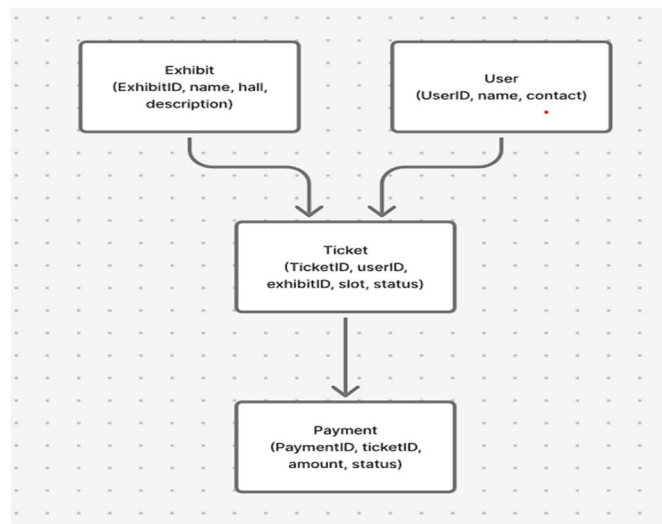 Exhibit
(ExhibitID, name, hall,
description)
User
(UserID, name, contact)
Ticket
(TicketID, userID,
exhibitID, slot, status)
Payment
(PaymentID, ticketID,
amount, status)